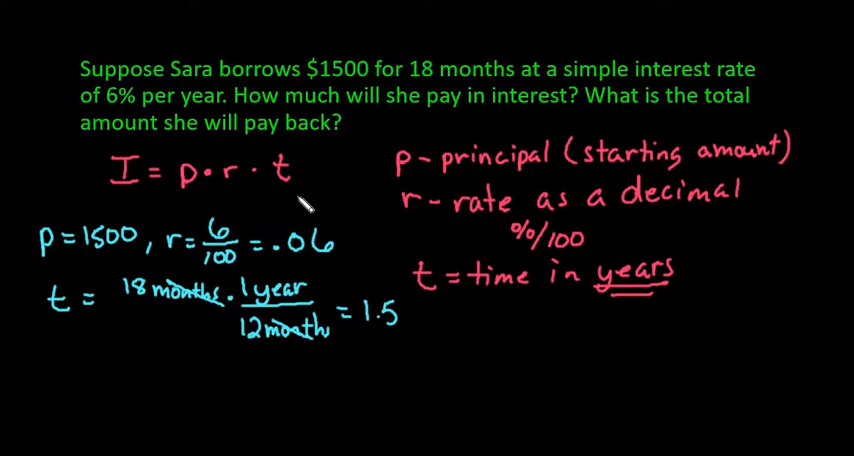 Suppose Sara borrows $1500 for 18 months at a simple interest rate
of 6% per year. How much will she pay in interest? What is the total
amount she will pay back?
I = p · r · t
p - principal (starting amount)
r - rate as a decimal
%/100
t = time in years
p = 1500, r = 6/100 = .06
t = 18 months · 1 year/12 month = 1.5